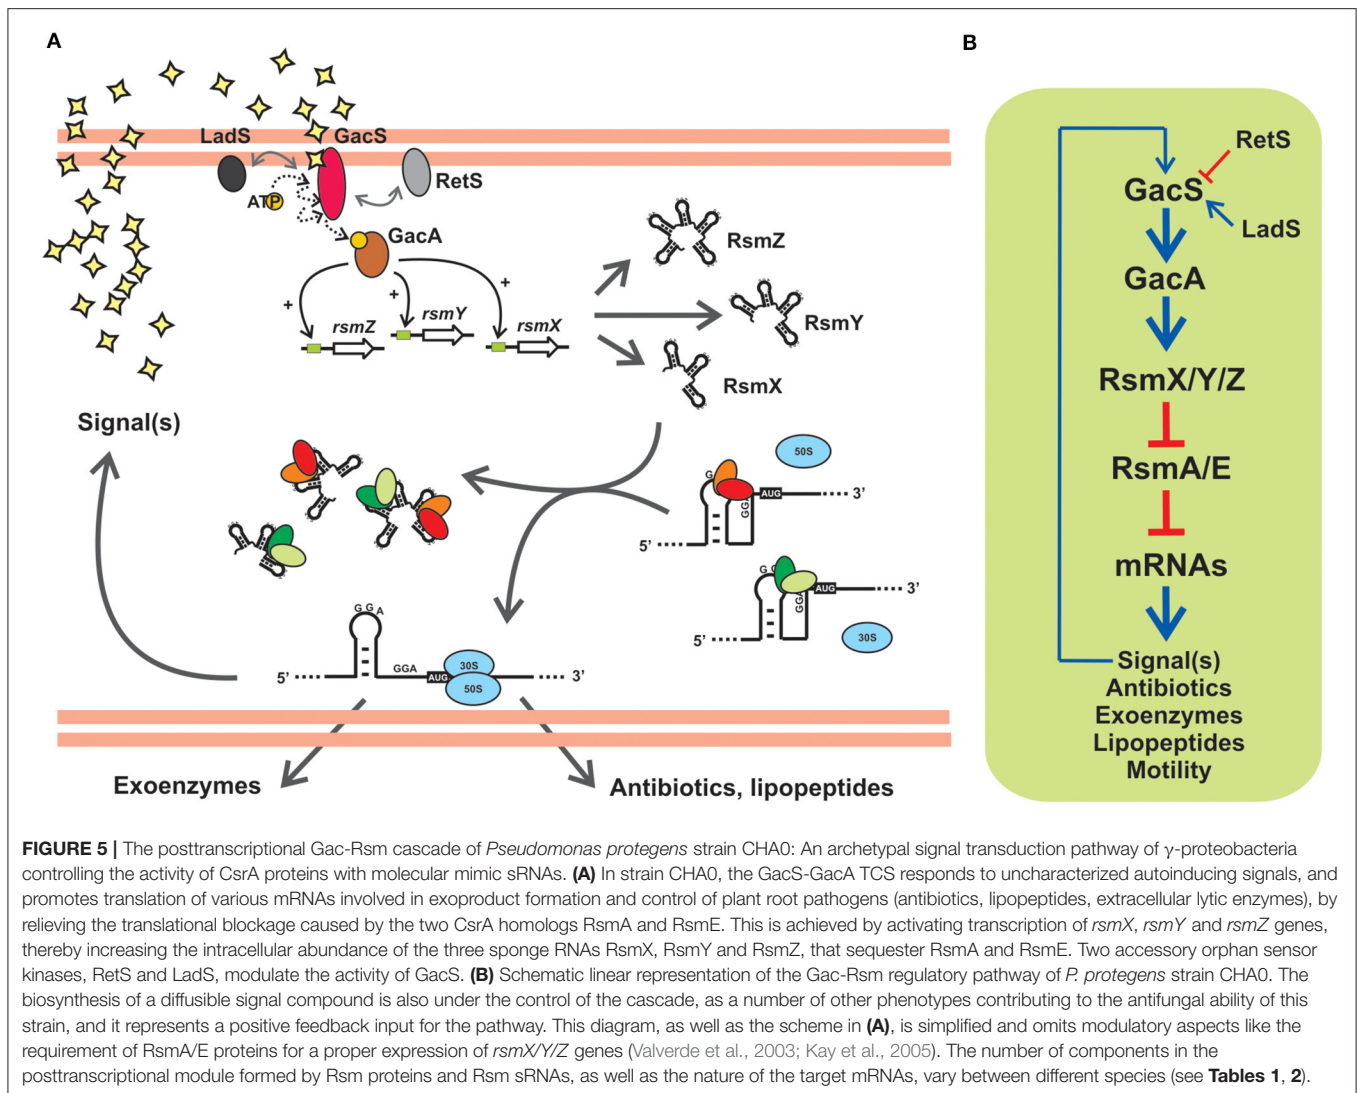 A
B
LadS
GacS
RetS
ATP
GacA
+
+
+
rsmZ
rsmY
rsmX
RsmZ
RsmY
RsmX
Signal(s)
50S
G
GGA
AUG
3’
5’
G G
GGA
AUG
3’
5’
30S
G G A
GGA
AUG
30S
50S
5’
3’
Exoenzymes
Antibiotics, lipopeptides
RetS
GacS
LadS
GacA
RsmX/Y/Z
RsmA/E
mRNAs
Signal(s)
Antibiotics
Exoenzymes
Lipopeptides
Motility
FIGURE 5 | The posttranscriptional Gac-Rsm cascade of Pseudomonas protegens strain CHA0: An archetypal signal transduction pathway of γ-proteobacteria
controlling the activity of CsrA proteins with molecular mimic sRNAs. (A) In strain CHA0, the GacS-GacA TCS responds to uncharacterized autoinducing signals, and
promotes translation of various mRNAs involved in exoproduct formation and control of plant root pathogens (antibiotics, lipopeptides, extracellular lytic enzymes), by
relieving the translational blockage caused by the two CsrA homologs RsmA and RsmE. This is achieved by activating transcription of rsmX, rsmY and rsmZ genes,
thereby increasing the intracellular abundance of the three sponge RNAs RsmX, RsmY and RsmZ, that sequester RsmA and RsmE. Two accessory orphan sensor
kinases, RetS and LadS, modulate the activity of GacS. (B) Schematic linear representation of the Gac-Rsm regulatory pathway of P. protegens strain CHA0. The
biosynthesis of a diffusible signal compound is also under the control of the cascade, as a number of other phenotypes contributing to the antifungal ability of this
strain, and it represents a positive feedback input for the pathway. This diagram, as well as the scheme in (A), is simplified and omits modulatory aspects like the
requirement of RsmA/E proteins for a proper expression of rsmX/Y/Z genes (Valverde et al., 2003; Kay et al., 2005). The number of components in the
posttranscriptional module formed by Rsm proteins and Rsm sRNAs, as well as the nature of the target mRNAs, vary between different species (see Tables 1, 2).